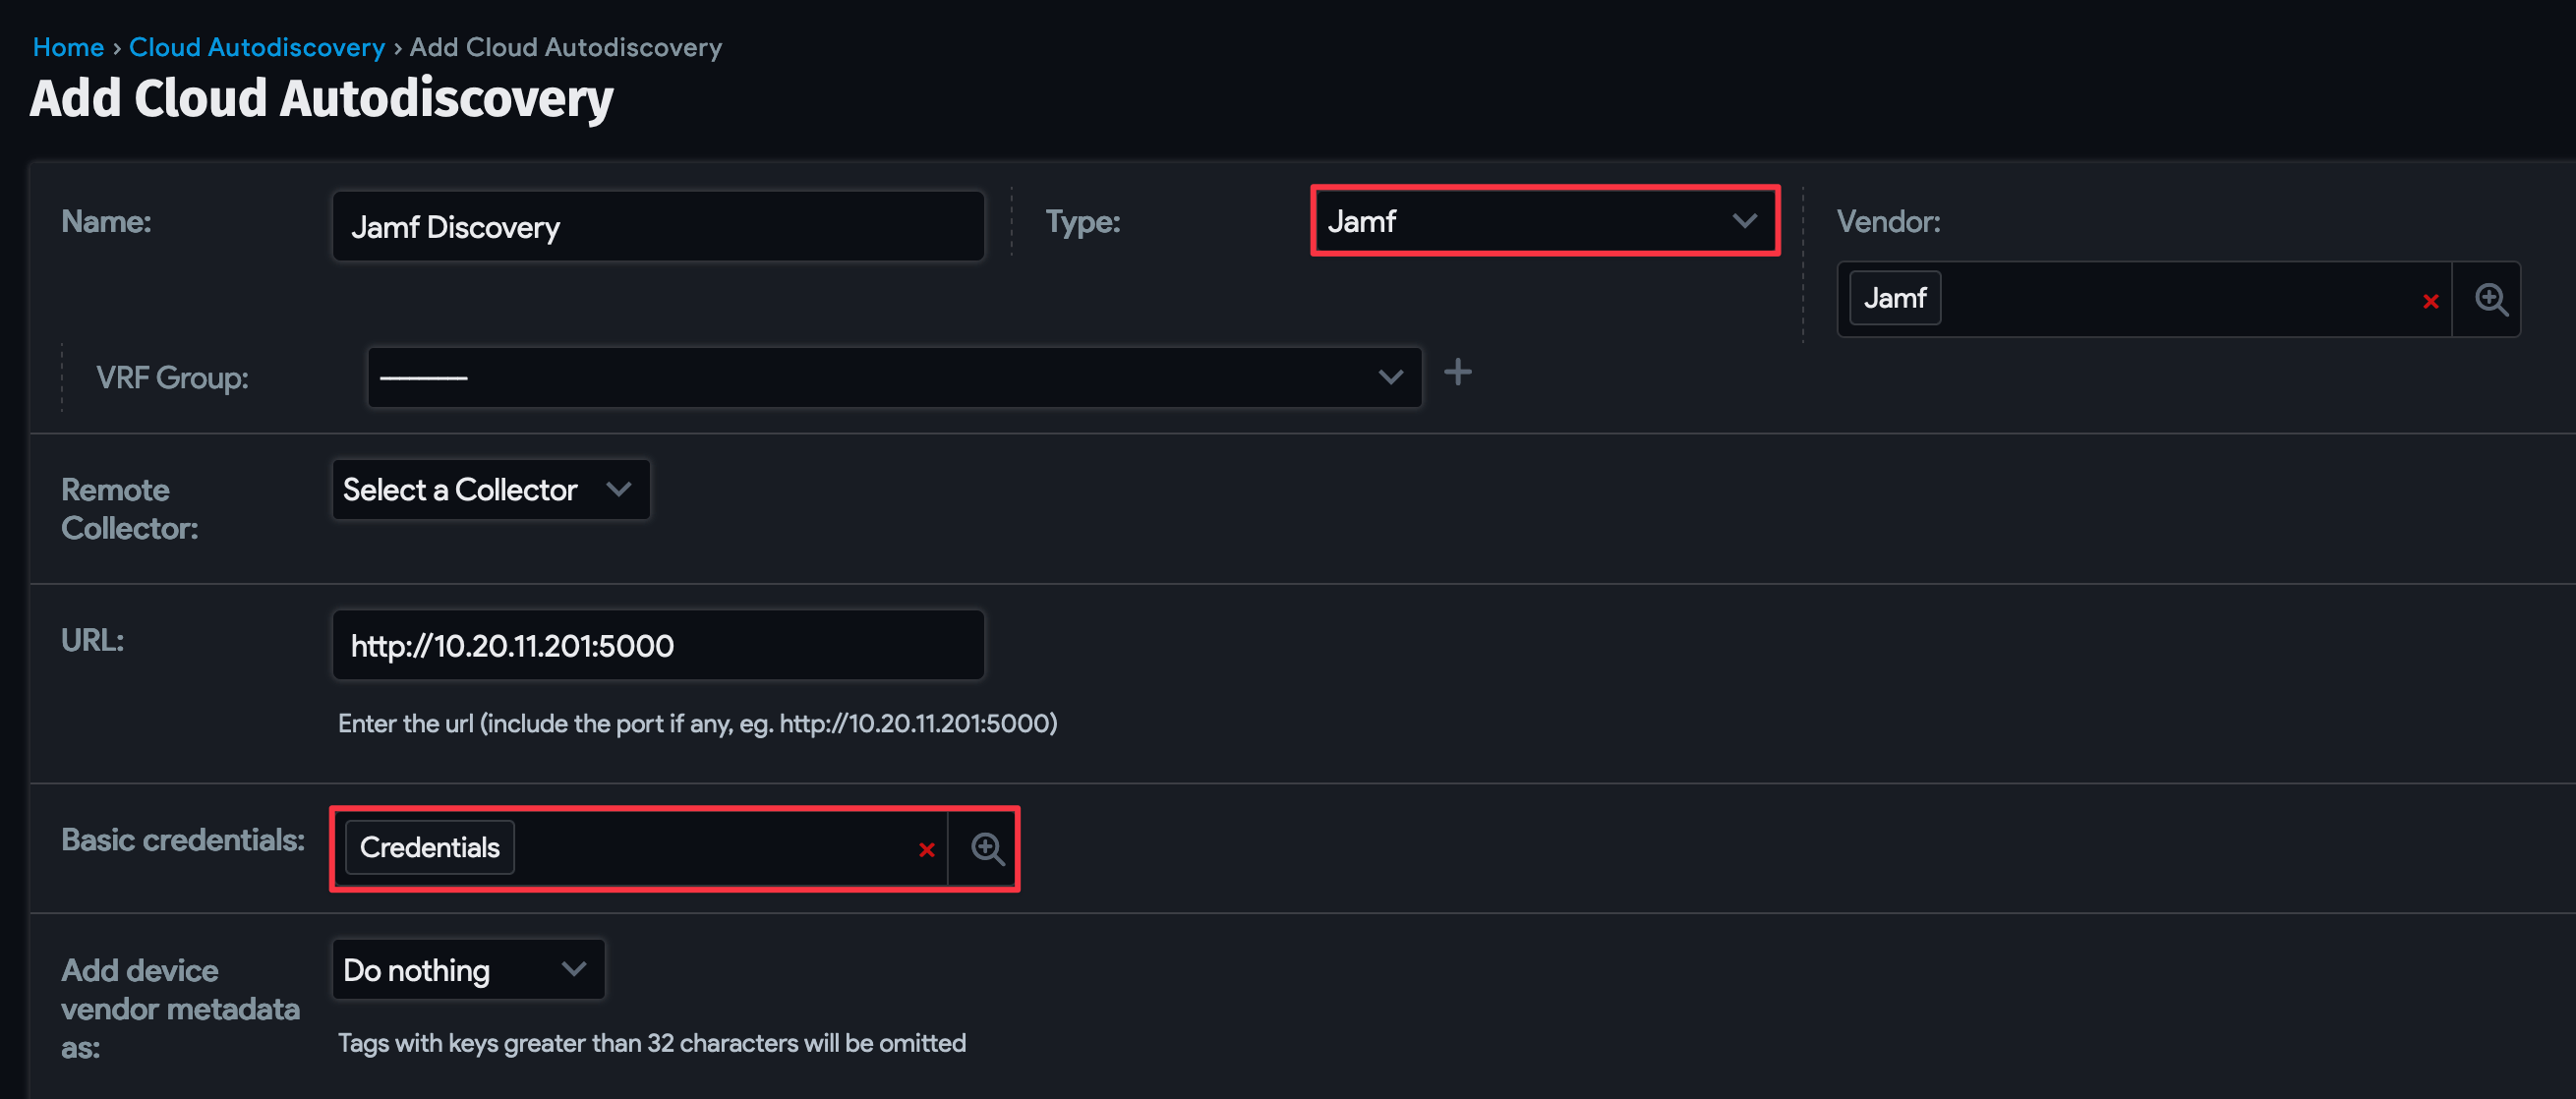 Home › Cloud Autodiscovery › Add Cloud Autodiscovery
Add Cloud Autodiscovery
Name:
Jamf Discovery
Type:
Jamf
Vendor:
Jamf
VRF Group:
---------
Remote
Collector:
Select a Collector
URL:
http://10.20.11.201:5000
Enter the url (include the port if any, eg. http://10.20.11.201:5000)
Basic credentials:
Credentials
Add device
vendor metadata
as:
Do nothing
Tags with keys greater than 32 characters will be omitted